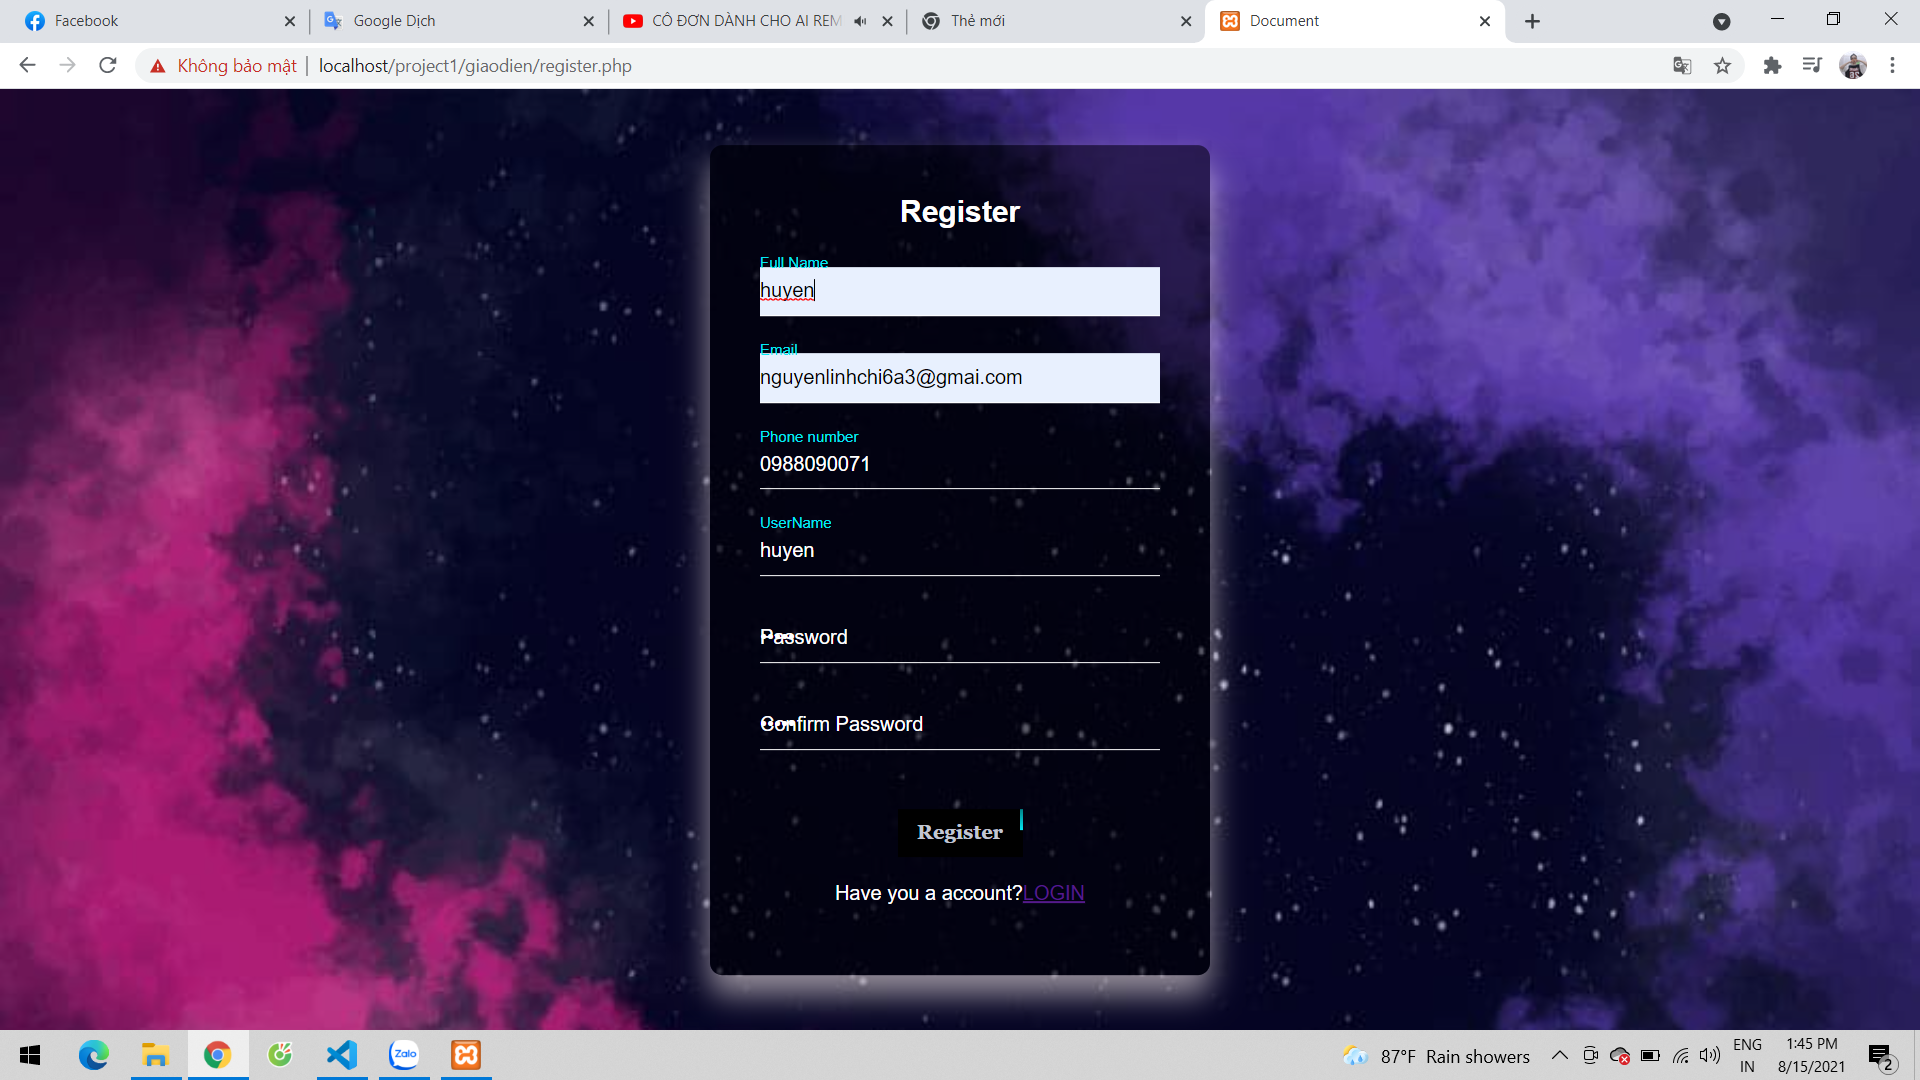 Facebook
Google Dịch
CÔ ĐƠN DÀNH CHO AI REM
Thẻ mới
Document
Không bảo mật
localhost/project1/giaodien/register.php
Register
Full Name
huyen
Email
nguyenlinhchi6a3@gmai.com
Phone number
0988090071
UserName
huyen
Password
Confirm Password
Register
Have you a account?LOGIN
Zalo
87°F Rain showers
ENG
IN
1:45 PM
8/15/2021
2